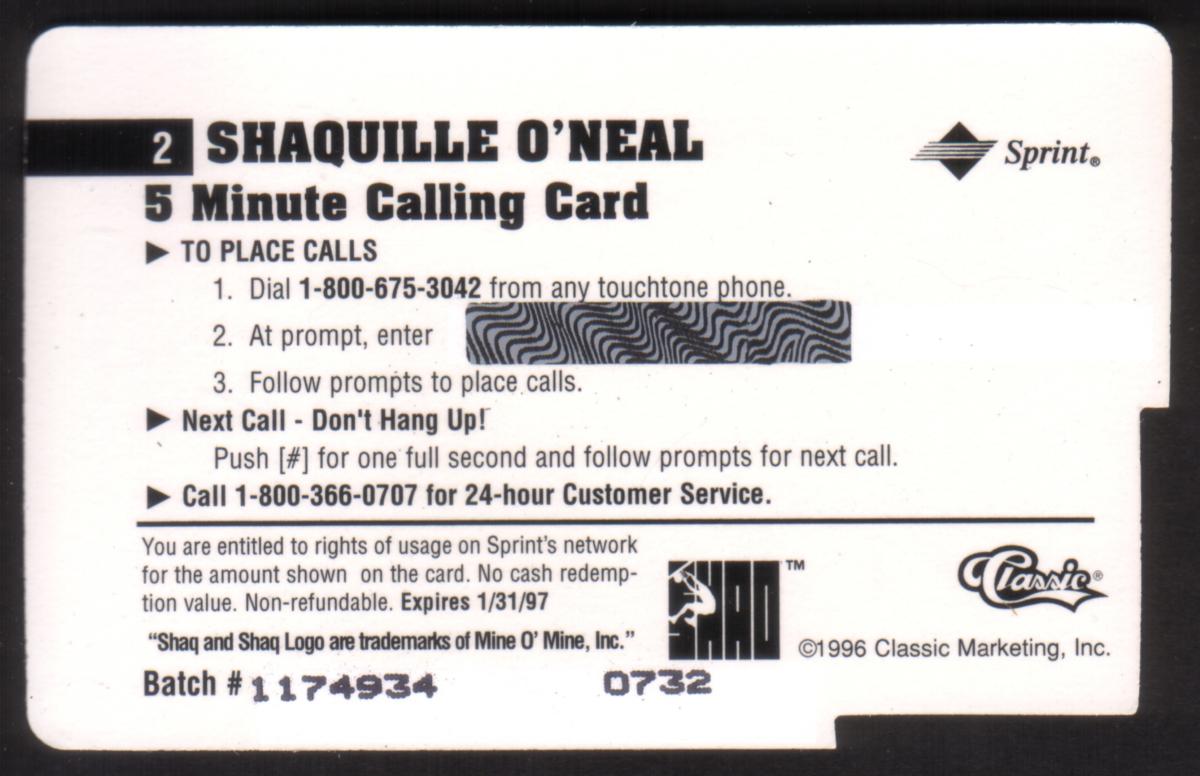 2 SHAQUILLE O'NEAL
Sprint®
5 Minute Calling Card
▶ TO PLACE CALLS
1. Dial 1-800-675-3042 from any touchtone phone.
2. At prompt, enter
3. Follow prompts to place calls.
▶ Next Call - Don't Hang Up!
Push [#] for one full second and follow prompts for next call.
▶ Call 1-800-366-0707 for 24-hour Customer Service.
You are entitled to rights of usage on Sprint's network
for the amount shown on the card. No cash redemp-
tion value. Non-refundable. Expires 1/31/97
"Shaq and Shaq Logo are trademarks of Mine O' Mine, Inc."
SHAQ™
Classic®
©1996 Classic Marketing, Inc.
Batch # 1174934 0732